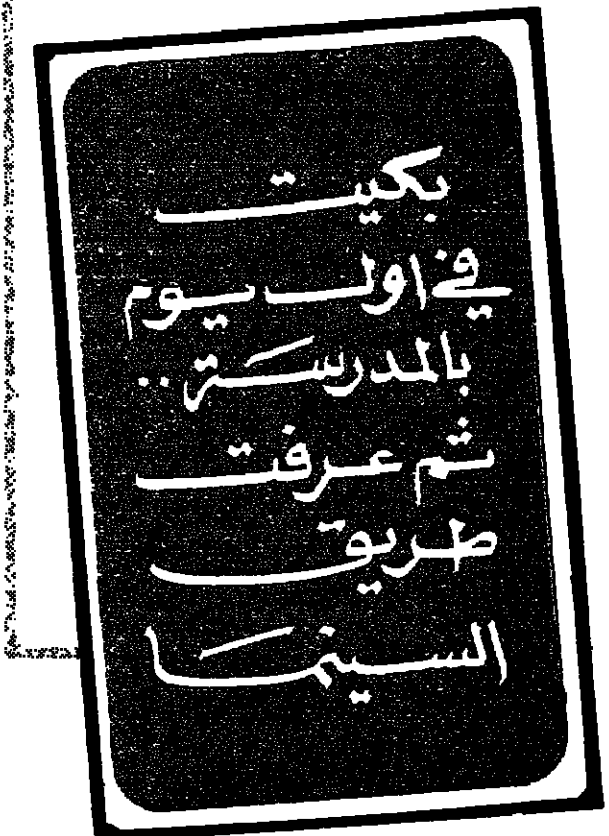 بكيت
في اول يوم
بالمدرسة ..
ثم عرفت
طريق
السينما